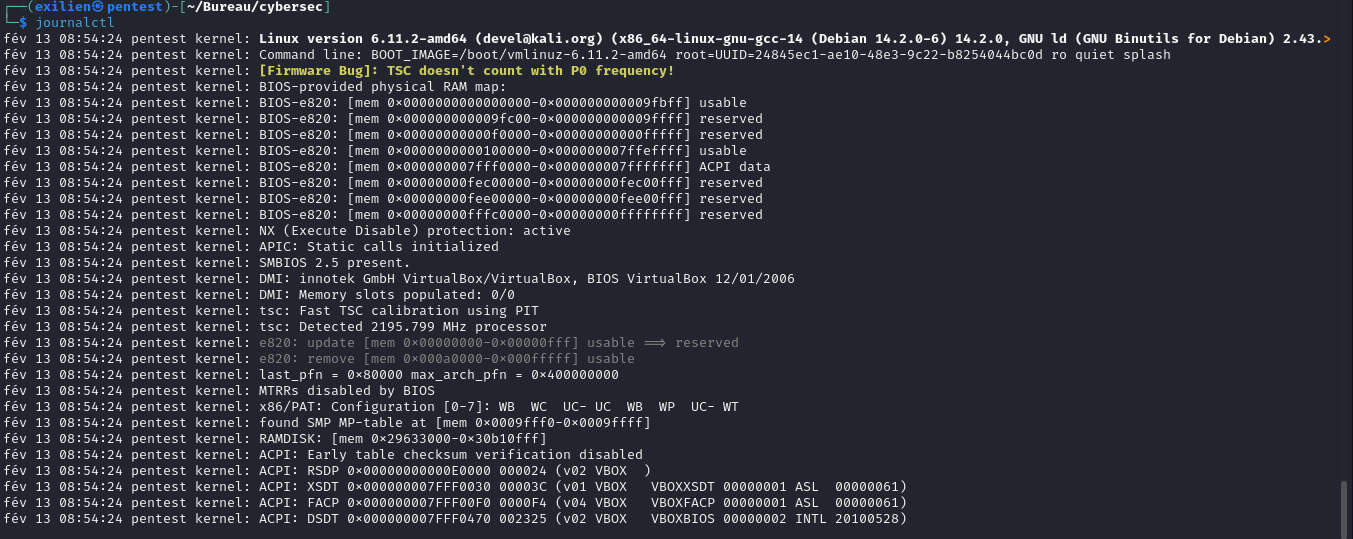 ┌──(exilien㉿pentest)-[~/Bureau/cybersec]
└─$ journalctl
fév 13 08:54:24 pentest kernel: Linux version 6.11.2-amd64 (devel@kali.org) (x86_64-linux-gnu-gcc-14 (Debian 14.2.0-6) 14.2.0, GNU ld (GNU Binutils for Debian) 2.43.>
fév 13 08:54:24 pentest kernel: Command line: BOOT_IMAGE=/boot/vmlinuz-6.11.2-amd64 root=UUID=24845ec1-ae10-48e3-9c22-b8254044bc0d ro quiet splash
fév 13 08:54:24 pentest kernel: [Firmware Bug]: TSC doesn't count with P0 frequency!
fév 13 08:54:24 pentest kernel: BIOS-provided physical RAM map:
fév 13 08:54:24 pentest kernel: BIOS-e820: [mem 0×0000000000000000-0×000000000009fbff] usable
fév 13 08:54:24 pentest kernel: BIOS-e820: [mem 0×000000000009fc00-0×000000000009ffff] reserved
fév 13 08:54:24 pentest kernel: BIOS-e820: [mem 0×00000000000f0000-0×00000000000fffff] reserved
fév 13 08:54:24 pentest kernel: BIOS-e820: [mem 0×0000000000100000-0×000000007ffeffff] usable
fév 13 08:54:24 pentest kernel: BIOS-e820: [mem 0×000000007fff0000-0×000000007fffffff] ACPI data
fév 13 08:54:24 pentest kernel: BIOS-e820: [mem 0×00000000fec00000-0×00000000fec00fff] reserved
fév 13 08:54:24 pentest kernel: BIOS-e820: [mem 0×00000000fee00000-0×00000000fee00fff] reserved
fév 13 08:54:24 pentest kernel: BIOS-e820: [mem 0×00000000fffc0000-0×00000000ffffffff] reserved
fév 13 08:54:24 pentest kernel: NX (Execute Disable) protection: active
fév 13 08:54:24 pentest kernel: APIC: Static calls initialized
fév 13 08:54:24 pentest kernel: SMBIOS 2.5 present.
fév 13 08:54:24 pentest kernel: DMI: innotek GmbH VirtualBox/VirtualBox, BIOS VirtualBox 12/01/2006
fév 13 08:54:24 pentest kernel: DMI: Memory slots populated: 0/0
fév 13 08:54:24 pentest kernel: tsc: Fast TSC calibration using PIT
fév 13 08:54:24 pentest kernel: tsc: Detected 2195.799 MHz processor
fév 13 08:54:24 pentest kernel: e820: update [mem 0×00000000-0×00000fff] usable ==> reserved
fév 13 08:54:24 pentest kernel: e820: remove [mem 0×000a0000-0×000fffff] usable
fév 13 08:54:24 pentest kernel: last_pfn = 0×80000 max_arch_pfn = 0×400000000
fév 13 08:54:24 pentest kernel: MTRRs disabled by BIOS
fév 13 08:54:24 pentest kernel: x86/PAT: Configuration [0-7]: WB  WC  UC- UC  WB  WP  UC- WT
fév 13 08:54:24 pentest kernel: found SMP MP-table at [mem 0×0009fff0-0×0009ffff]
fév 13 08:54:24 pentest kernel: RAMDISK: [mem 0×29633000-0×30b10fff]
fév 13 08:54:24 pentest kernel: ACPI: Early table checksum verification disabled
fév 13 08:54:24 pentest kernel: ACPI: RSDP 0×00000000000E0000 000024 (v02 VBOX  )
fév 13 08:54:24 pentest kernel: ACPI: XSDT 0×000000007FFF0030 00003C (v01 VBOX   VBOXXSDT 00000001 ASL  00000061)
fév 13 08:54:24 pentest kernel: ACPI: FACP 0×000000007FFF00F0 0000F4 (v04 VBOX   VBOXFACP 00000001 ASL  00000061)
fév 13 08:54:24 pentest kernel: ACPI: DSDT 0×000000007FFF0470 002325 (v02 VBOX   VBOXBIOS 00000002 INTL 20100528)